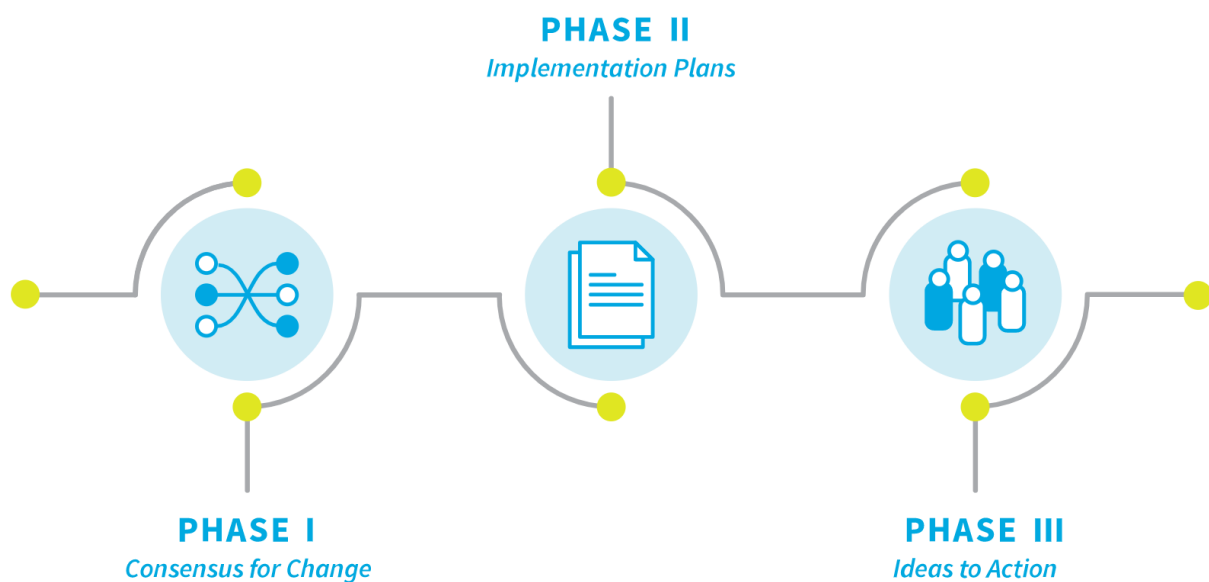 PHASE II
Implementation Plans
PHASE I
Consensus for Change
PHASE III
Ideas to Action